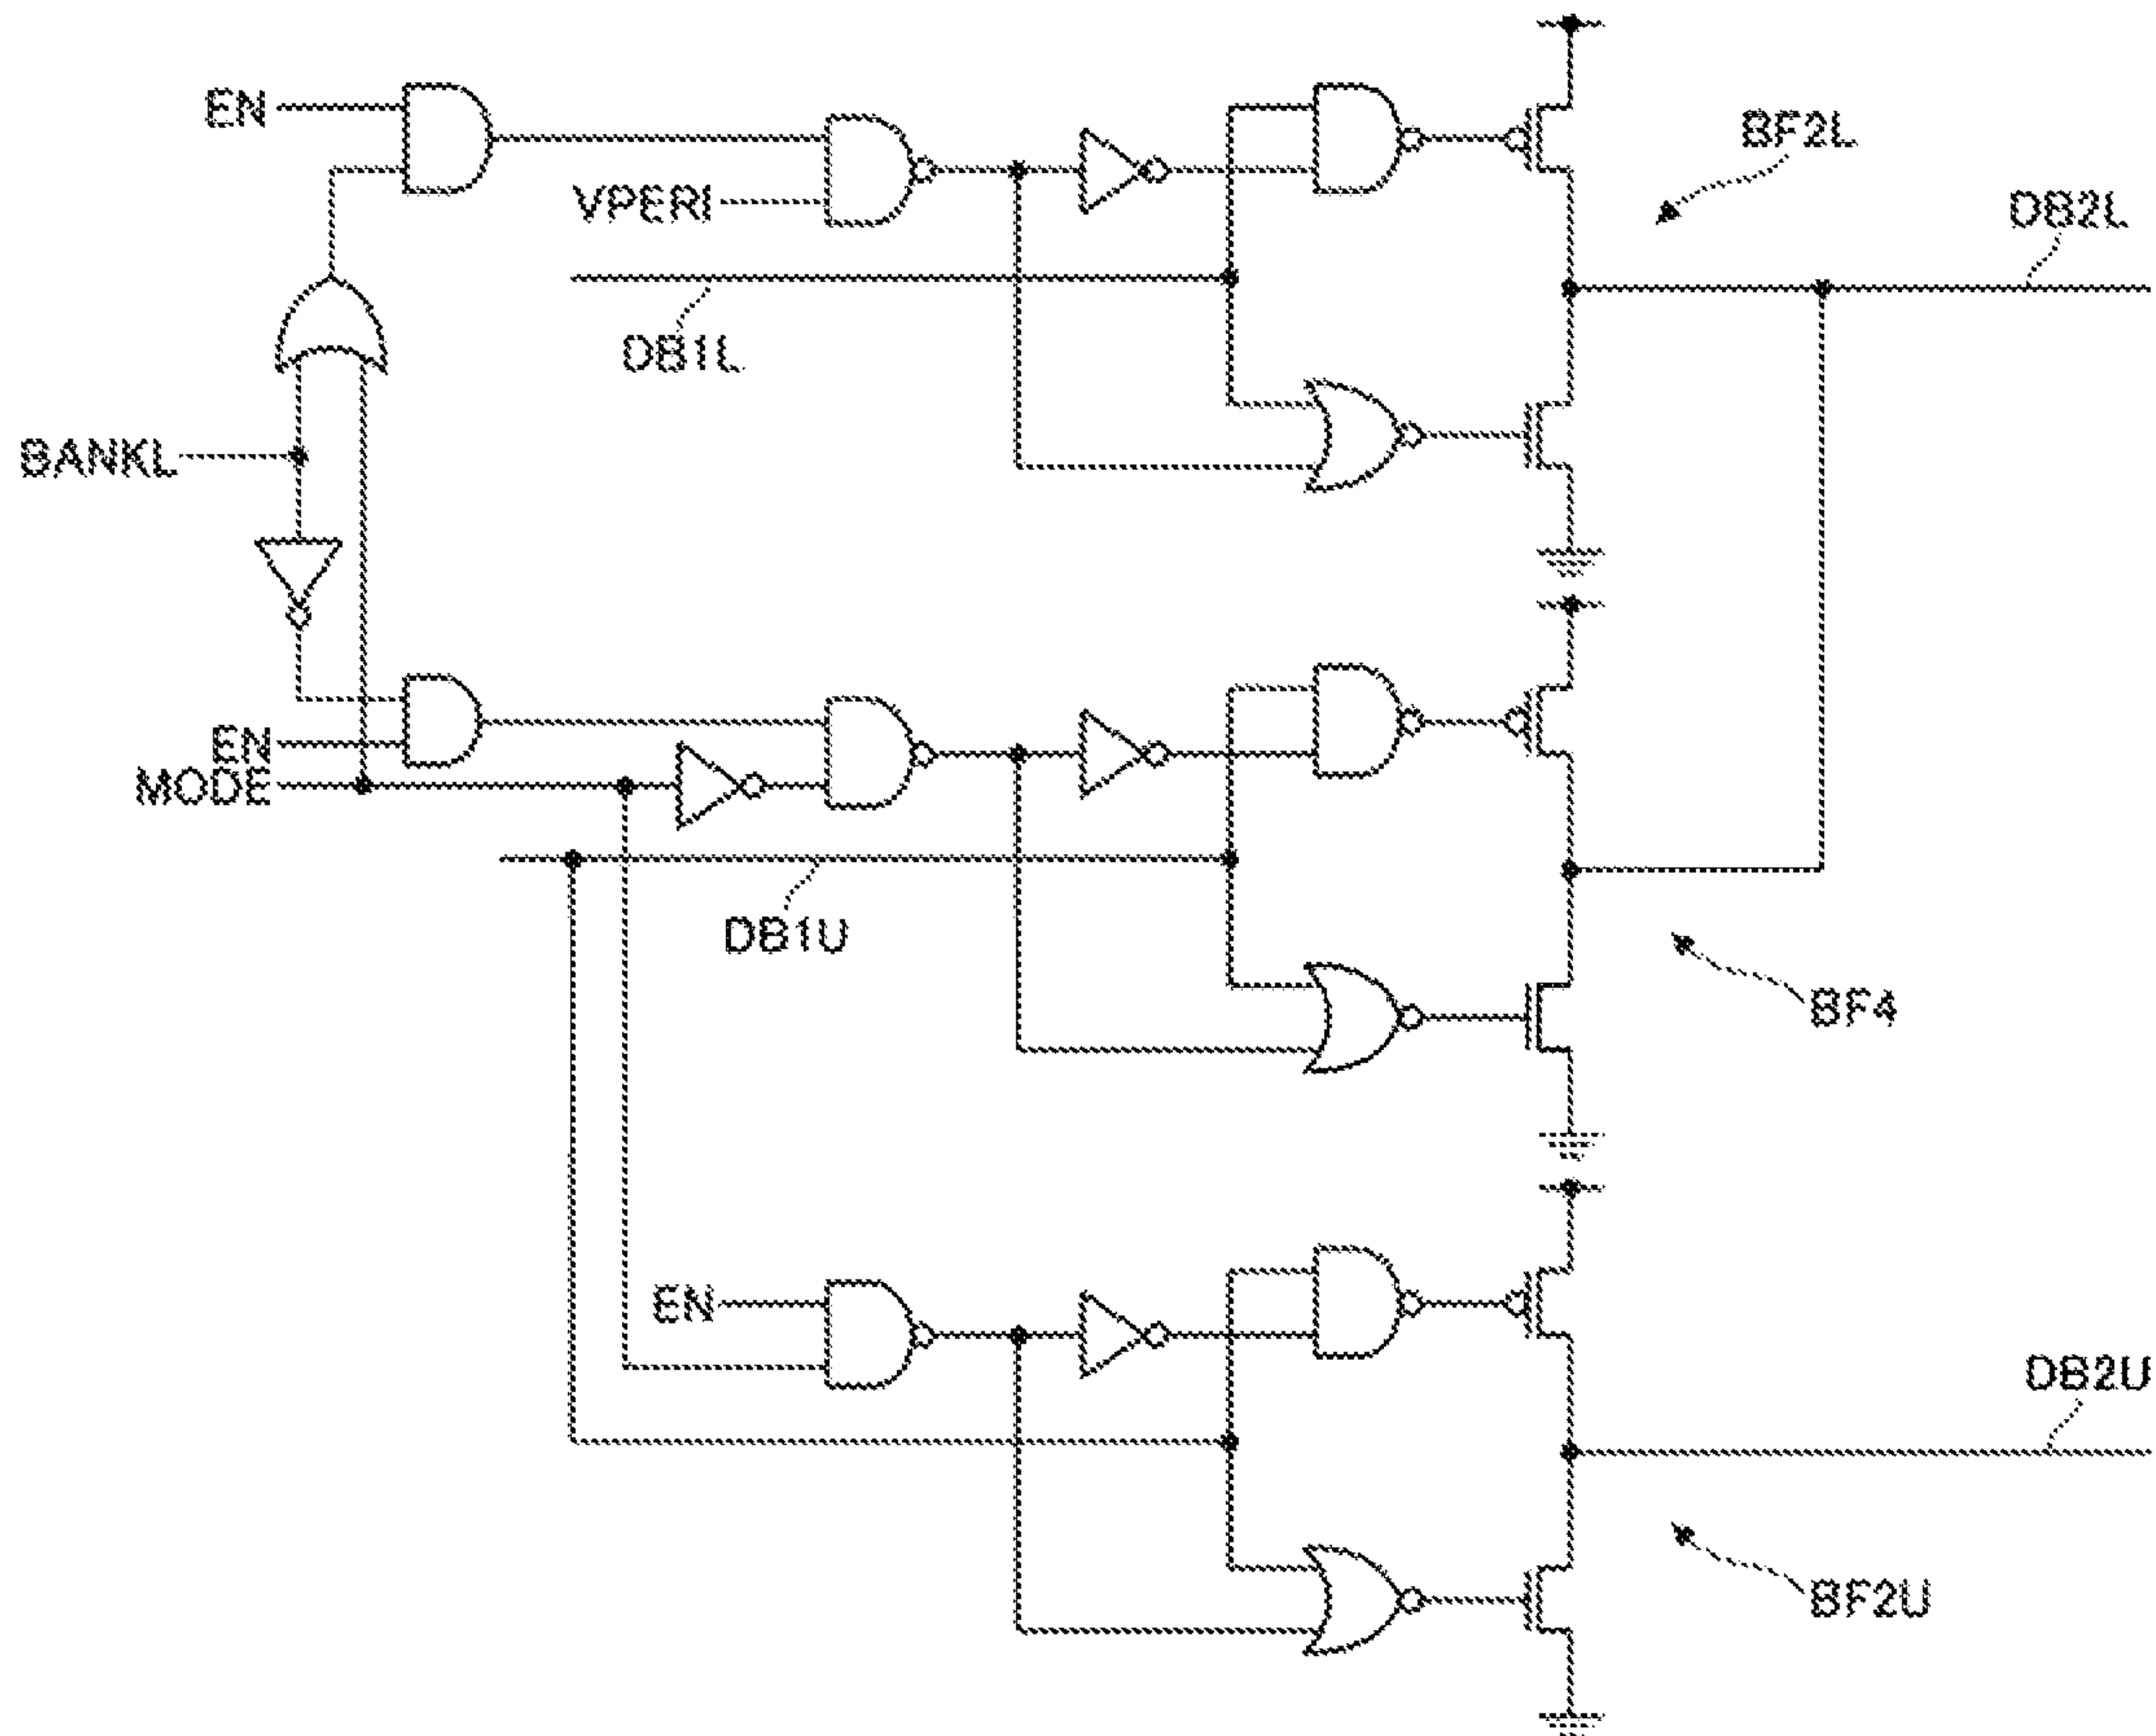 EN
BF2L
VPERI
DB2L
DB1L
BANKL
EN
MODE
DB1U
BF4
EN
DB2U
BF2U